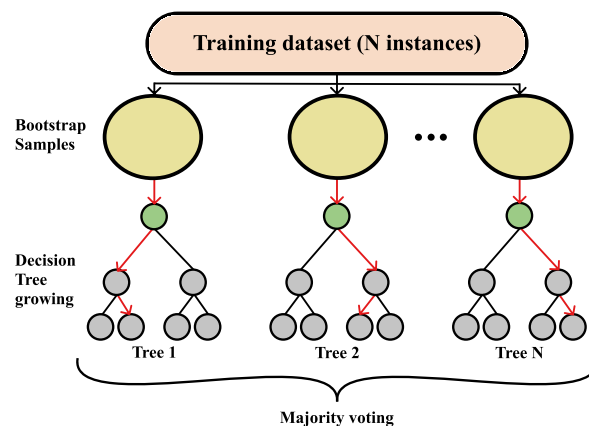 Training dataset (N instances)
Bootstrap
Samples
Decision
Tree
growing
Tree 1
Tree 2
Tree N
Majority voting